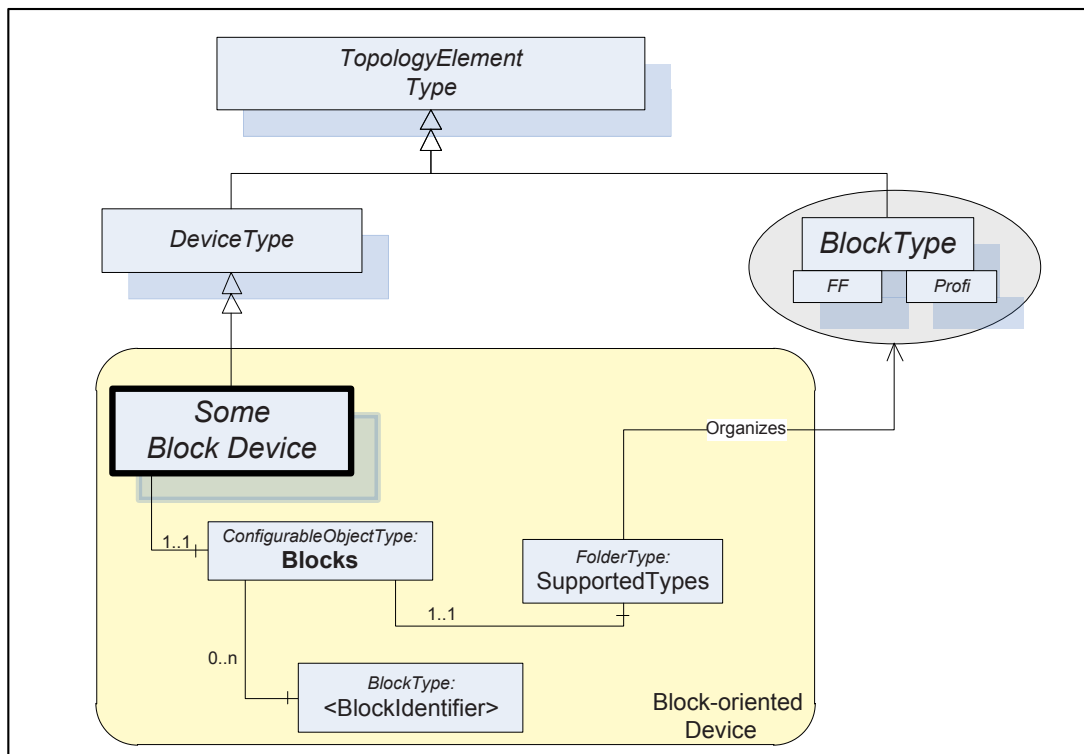 TopologyElement
Type
DeviceType
BlockType
FF
Profi
Some
Block Device
Organizes
1..1
ConfigurableObjectType:
Blocks
FolderType:
SupportedTypes
1..1
0..n
BlockType:
<BlockIdentifier>
Block-oriented
Device